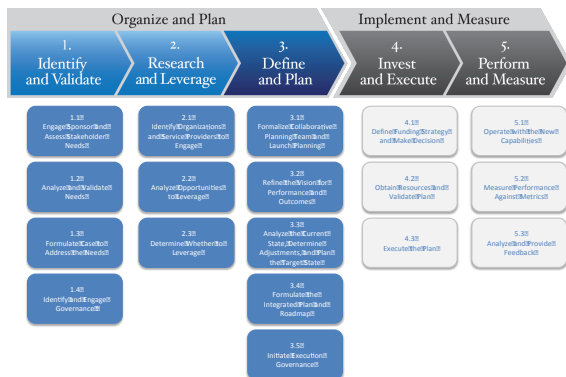 Organize and Plan
Implement and Measure
1.
Identify
and Validate
2.
Research
and Leverage
3.
Define
and Plan
4.
Invest
and Execute
5.
Perform
and Measure
1.1
Engage Sponsor and
Assess Stakeholder
Needs
1.2
Analyze and Validate
Needs
1.3
Formulate Case to
Address the Needs
1.4
Identify and Engage
Governance
2.1
Identify Organizations
and Service Providers to
Engage
2.2
Analyze Opportunities
to Leverage
2.3
Determine Whether to
Leverage
3.1
Formalize Collaborative
Planning Team and
Launch Planning
3.2
Refine the Vision for
Performance and
Outcomes
3.3
Analyze the Current
State, Determine
Adjustments, and Plan
the Target State
3.4
Formulate the
Integrated Plan and
Roadmap
3.5
Initiate Execution
Governance
4.1
Define Funding Strategy
and Make Decision
4.2
Obtain Resources and
Validate Plan
4.3
Execute the Plan
5.1
Operate with the New
Capabilities
5.2
Measure Performance
Against Metrics
5.3
Analyze and Provide
Feedback